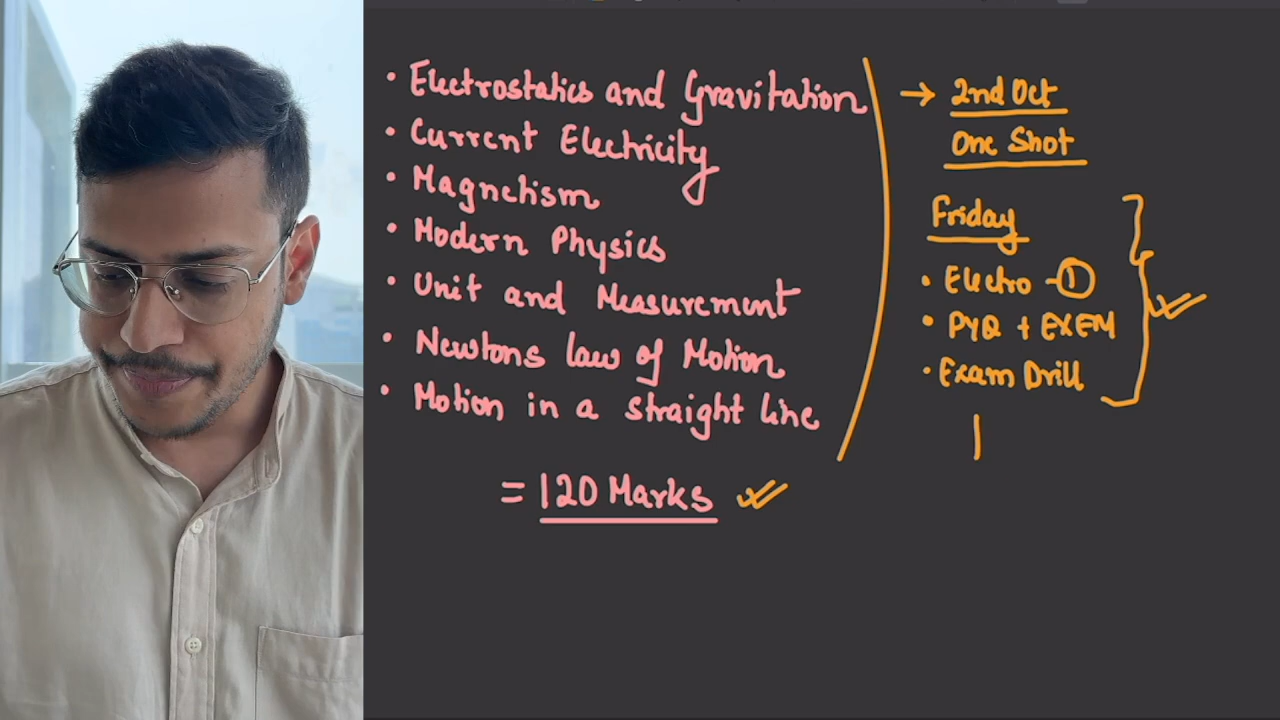 • Electrostatics and Gravitation
• Current Electricity
• Magnetism
• Modern Physics
• Unit and Measurement
• Newtons law of Motion
• Motion in a straight line
= 120 Marks
→ 2nd Oct
One Shot
Friday
• Electro - 1
• PYQ + EXEM
• Exam Drill